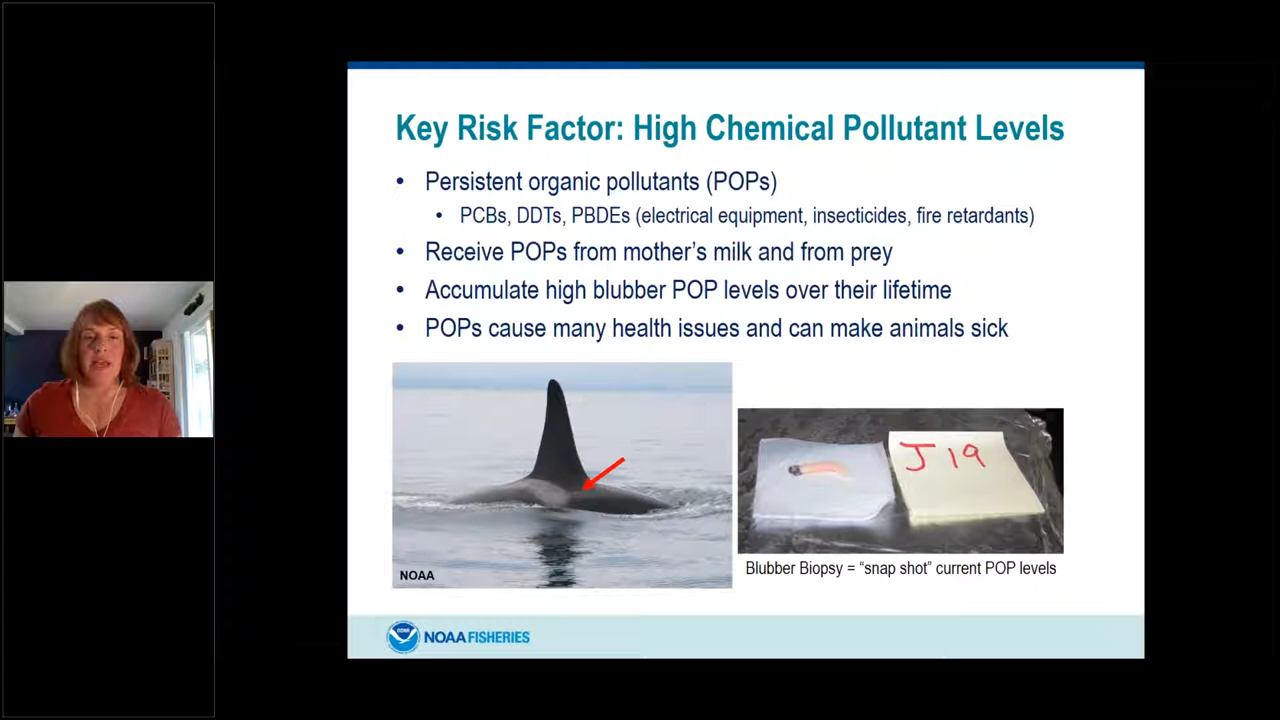 Key Risk Factor: High Chemical Pollutant Levels
• Persistent organic pollutants (POPs)
• PCBs, DDTs, PBDEs (electrical equipment, insecticides, fire retardants)
• Receive POPs from mother's milk and from prey
• Accumulate high blubber POP levels over their lifetime
• POPs cause many health issues and can make animals sick
J19
NOAA
Blubber Biopsy = “snap shot” current POP levels
NOAA FISHERIES